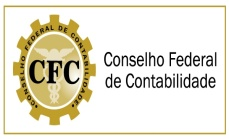 CONSELHO FEDERAL DE CONTABILIDADE
CFC
Conselho Federal
de Contabilidade